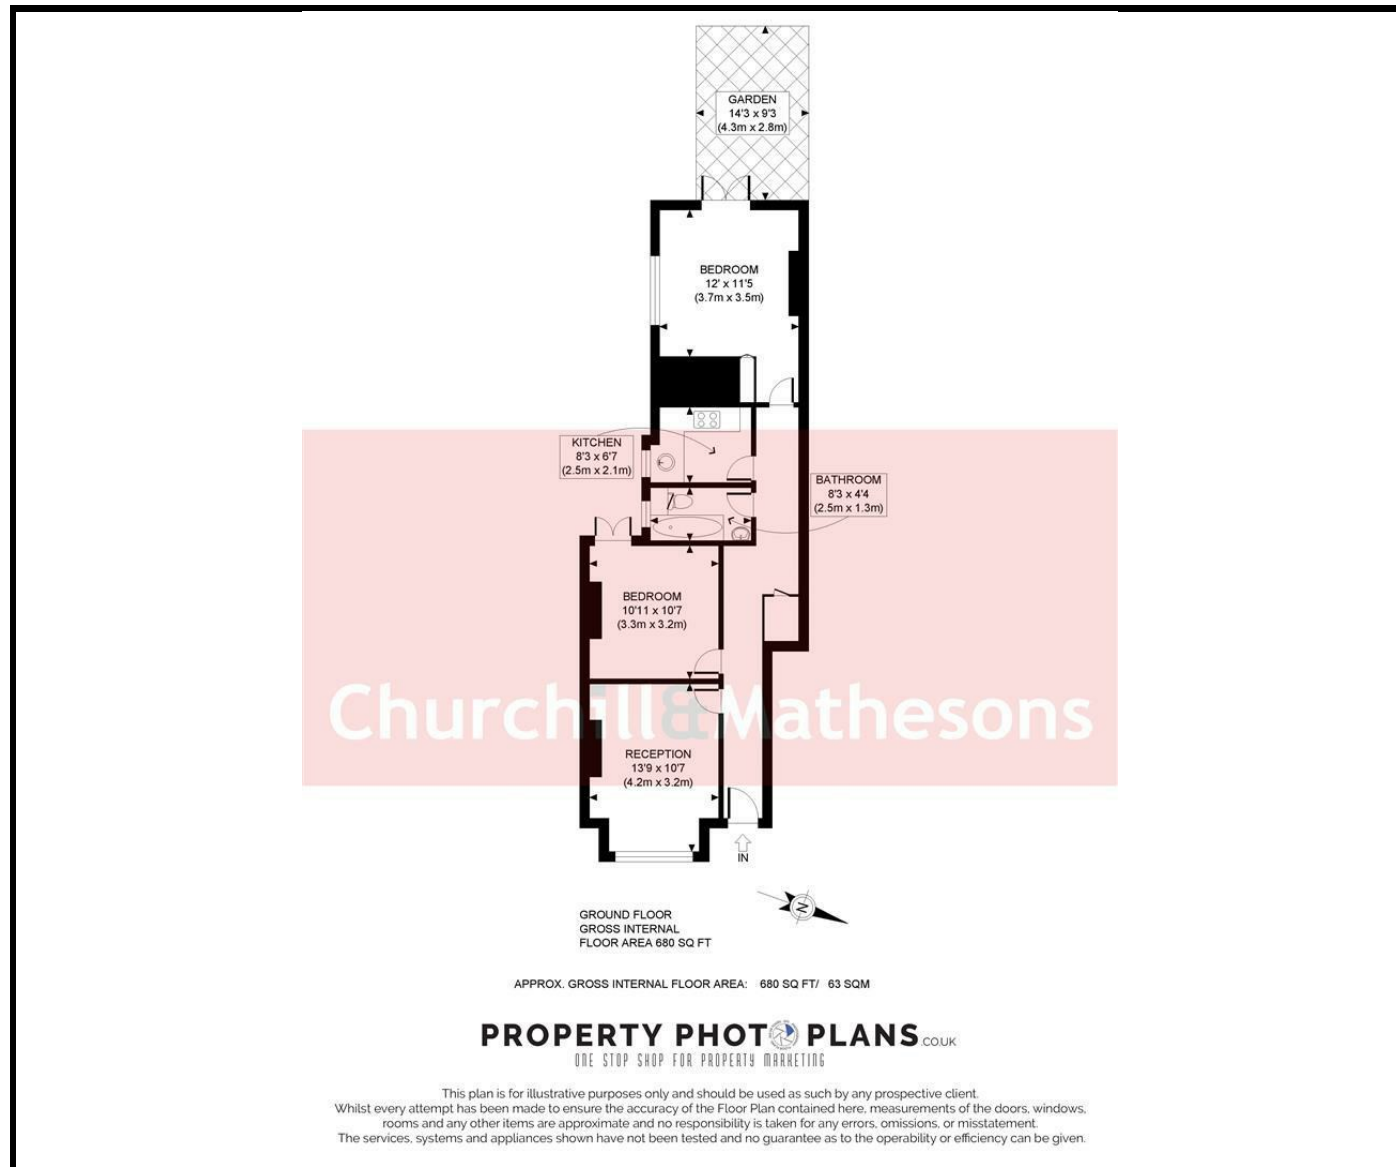 GARDEN
14'3 x 9'3
(4.3m x 2.8m)
BEDROOM
12' x 11'5
(3.7m x 3.5m)
KITCHEN
8'3 x 6'7
(2.5m x 2.1m)
BATHROOM
8'3 x 4'4
(2.5m x 1.3m)
BEDROOM
10'11 x 10'7
(3.3m x 3.2m)
Churchill&Mathesons
RECEPTION
13'9 x 10'7
(4.2m x 3.2m)
IN
N
GROUND FLOOR
GROSS INTERNAL
FLOOR AREA 680 SQ FT
APPROX. GROSS INTERNAL FLOOR AREA: 680 SQ FT/ 63 SQM
PROPERTY PHOTO PLANS.CO.UK
ONE STOP SHOP FOR PROPERTY MARKETING
This plan is for illustrative purposes only and should be used as such by any prospective client.
Whilst every attempt has been made to ensure the accuracy of the Floor Plan contained here, measurements of the doors, windows,
rooms and any other items are approximate and no responsibility is taken for any errors, omissions, or misstatement.
The services, systems and appliances shown have not been tested and no guarantee as to the operability or efficiency can be given.